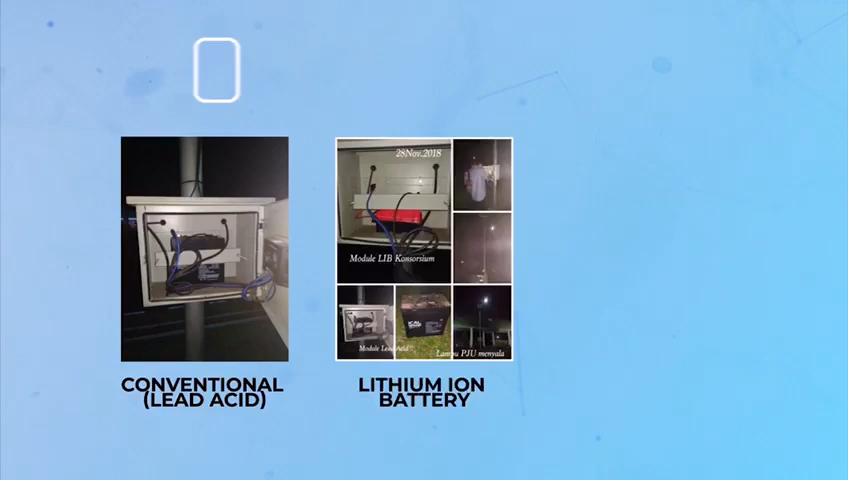 28Nov.2018
Module LIB Konsorsium
Module Lead Acid
Lampu PJU menyala
CONVENTIONAL
(LEAD ACID)
LITHIUM ION
BATTERY